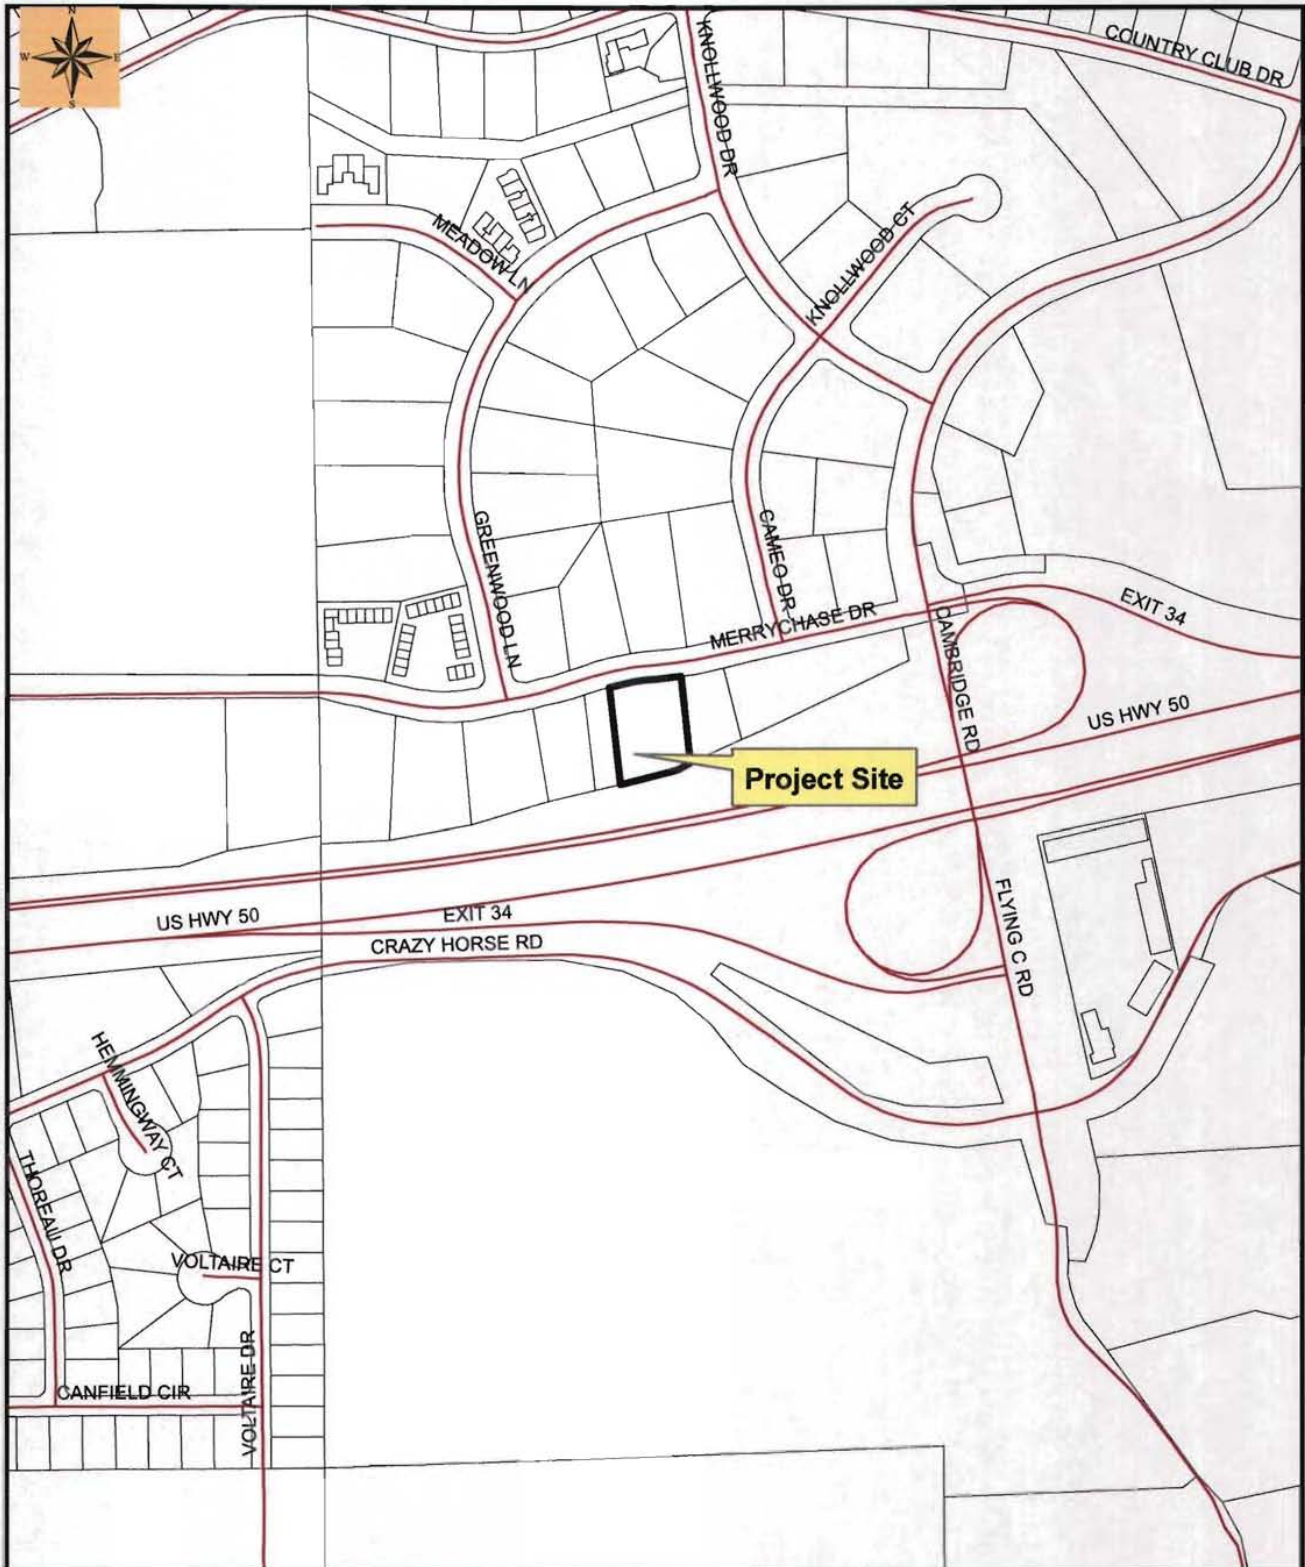 N
W
E
S
COUNTRY CLUB DR
KNOLLWOOD DR
MEADOW LN
KNOLLWOOD CT
GREENWOOD LN
CAMEO DR
MERRYCHASE DR
EXIT 34
CAMBRIDGE RD
US HWY 50
Project Site
US HWY 50
EXIT 34
CRAZY HORSE RD
FLYING C RD
HEMMINGWAY CT
THOREAU DR
VOLTAIRE CT
VOLTAIRE DR
CANFIELD CIR